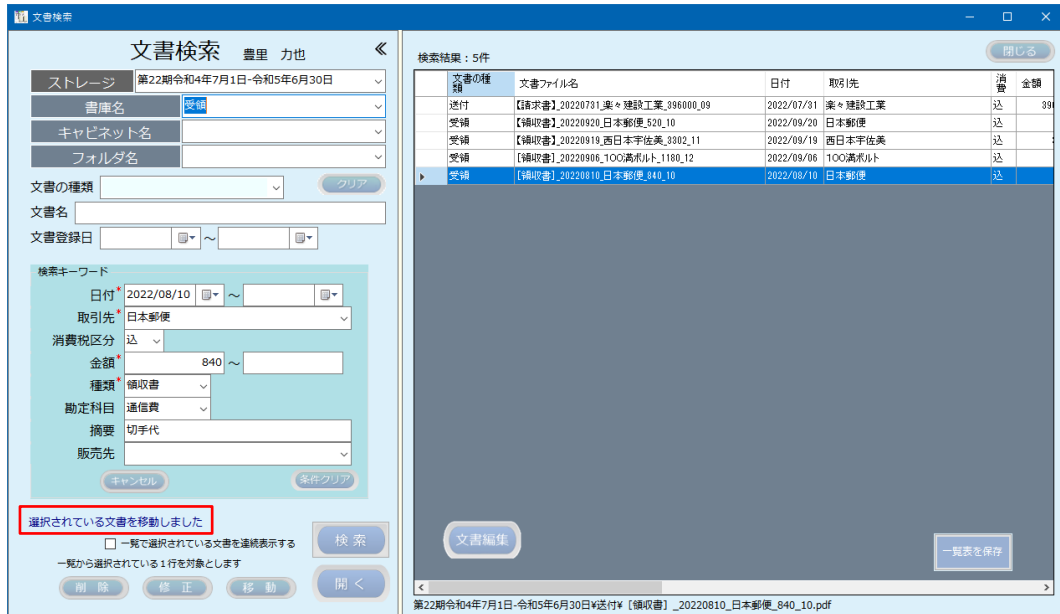 文書検索
文書検索 豊里 力也 《
ストレージ 第22期令和4年7月1日-令和5年6月30日
書庫名 受領
キャビネット名
フォルダ名
文書の種類 クリア
文書名
文書登録日 ～
検索キーワード
日付* 2022/08/10 ～
取引先* 日本郵便
消費税区分 込
金額* 840 ～
種類* 領収書
勘定科目 通信費
摘要 切手代
販売先
キャンセル 条件クリア
選択されている文書を移動しました
一覧で選択されている文書を連続表示する
検 索
一覧から選択されている1行を対象とします
削 除 修 正 移 動 開 く
検索結果：5件 閉じる
文書の種類 文書ファイル名 日付 取引先 消費 金額
送付 【請求書】_20220731_楽々建設工業_396000_09 2022/07/31 楽々建設工業 込
受領 【領収書】_20220920_日本郵便_520_10 2022/09/20 日本郵便 込
受領 【領収書】_20220919_西日本宇佐美_3302_11 2022/09/19 西日本宇佐美 込
受領 [領収書]_20220906_100満ボルト_1180_12 2022/09/06 100満ボルト 込
受領 [領収書]_20220810_日本郵便_840_10 2022/08/10 日本郵便 込
文書編集 一覧表を保存
第22期令和4年7月1日-令和5年6月30日¥送付¥ [領収書] _20220810_日本郵便_840_10.pdf